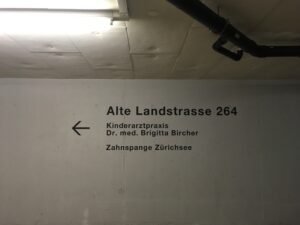 Alte Landstrasse 264
Kinderarztpraxis
Dr. med. Brigitta Bircher
Zahnspange Zürichsee